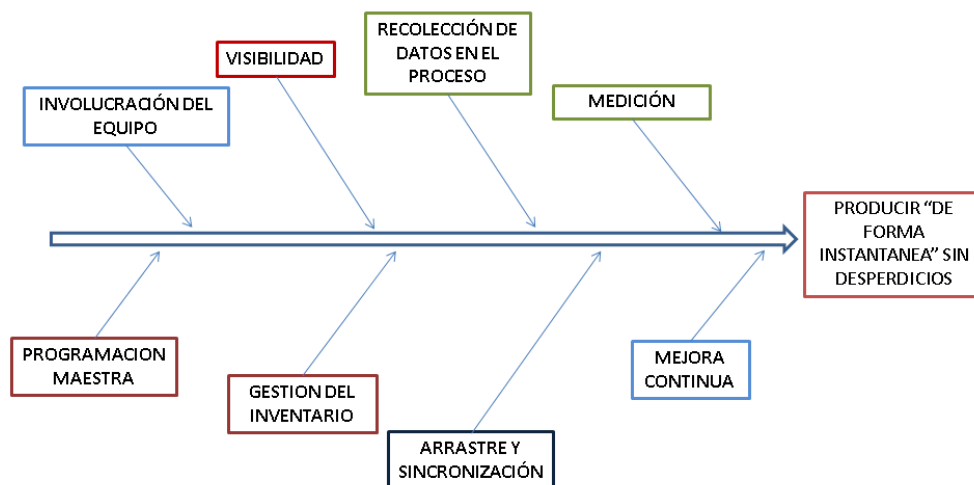 RECOLECCIÓN DE
DATOS EN EL
PROCESO
VISIBILIDAD
INVOLUCRACIÓN DEL
EQUIPO
MEDICIÓN
PRODUCIR “DE
FORMA
INSTANTANEA” SIN
DESPERDICIOS
PROGRAMACION
MAESTRA
GESTION DEL
INVENTARIO
ARRASTRE Y
SINCRONIZACIÓN
MEJORA
CONTINUA